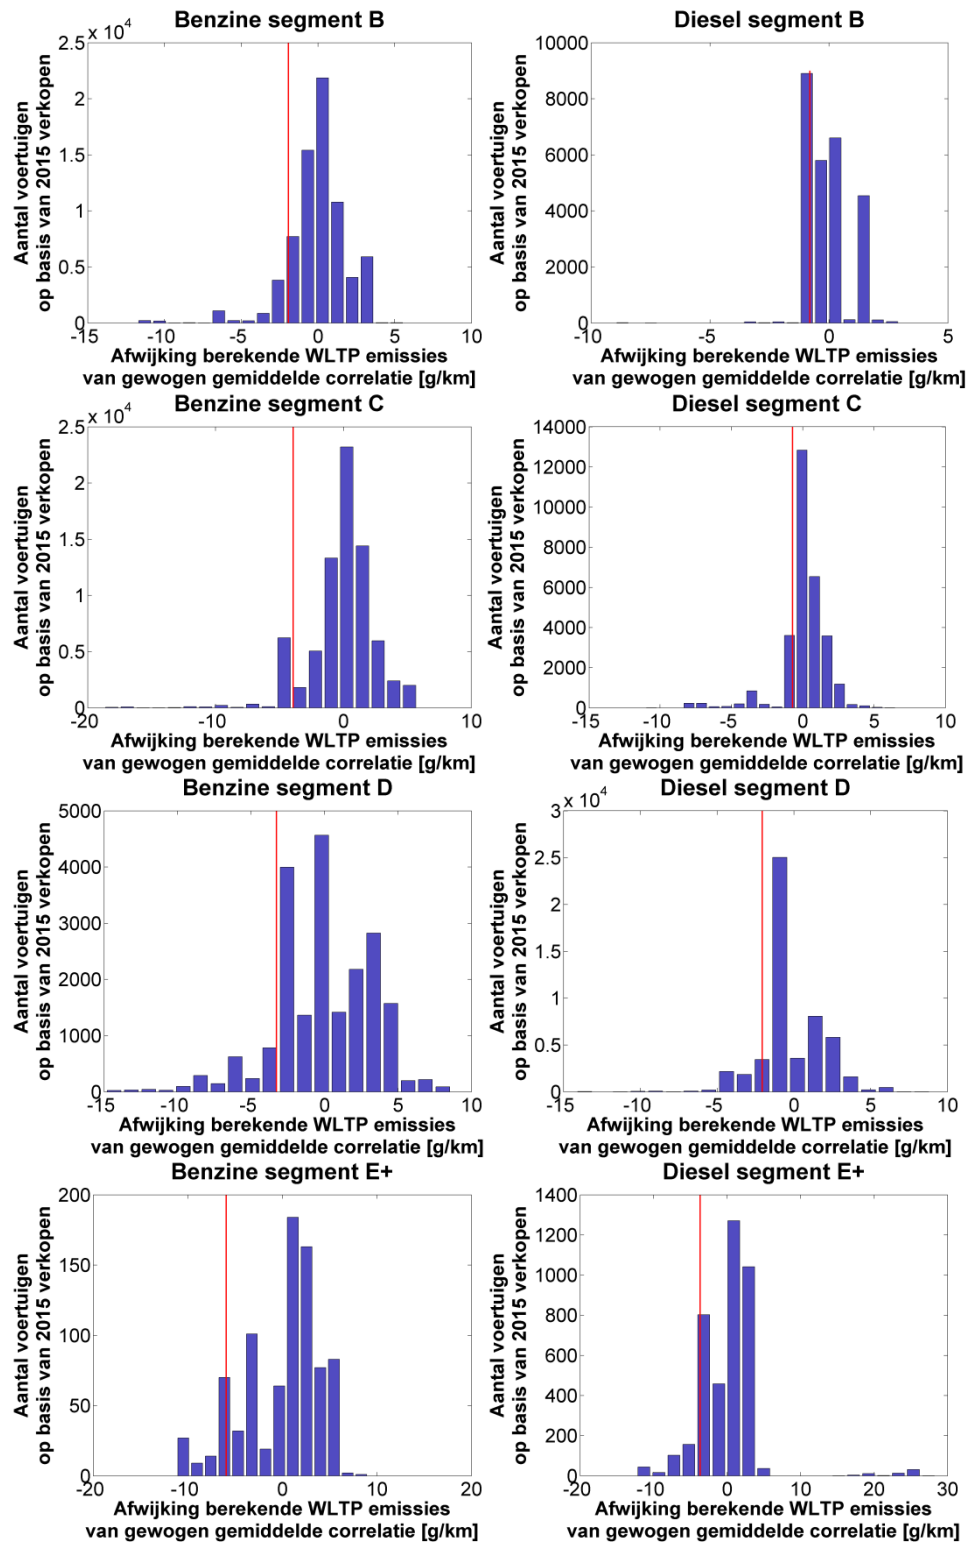 Benzine segment B
x 10⁴
2.5
2
1.5
1
0.5
0
-15 -10 -5 0 5 10
Aantal voertuigen
op basis van 2015 verkopen
Afwijking berekende WLTP emissies
van gewogen gemiddelde correlatie [g/km]
Diesel segment B
10000
8000
6000
4000
2000
0
-10 -5 0 5
Aantal voertuigen
op basis van 2015 verkopen
Afwijking berekende WLTP emissies
van gewogen gemiddelde correlatie [g/km]
Benzine segment C
x 10⁴
2.5
2
1.5
1
0.5
0
-20 -10 0 10
Aantal voertuigen
op basis van 2015 verkopen
Afwijking berekende WLTP emissies
van gewogen gemiddelde correlatie [g/km]
Diesel segment C
14000
12000
10000
8000
6000
4000
2000
0
-15 -10 -5 0 5 10
Aantal voertuigen
op basis van 2015 verkopen
Afwijking berekende WLTP emissies
van gewogen gemiddelde correlatie [g/km]
Benzine segment D
5000
4000
3000
2000
1000
0
-15 -10 -5 0 5 10
Aantal voertuigen
op basis van 2015 verkopen
Afwijking berekende WLTP emissies
van gewogen gemiddelde correlatie [g/km]
Diesel segment D
x 10⁴
3
2.5
2
1.5
1
0.5
0
-15 -10 -5 0 5 10
Aantal voertuigen
op basis van 2015 verkopen
Afwijking berekende WLTP emissies
van gewogen gemiddelde correlatie [g/km]
Benzine segment E+
200
150
100
50
0
-20 -10 0 10 20
Aantal voertuigen
op basis van 2015 verkopen
Afwijking berekende WLTP emissies
van gewogen gemiddelde correlatie [g/km]
Diesel segment E+
1400
1200
1000
800
600
400
200
0
-20 -10 0 10 20 30
Aantal voertuigen
op basis van 2015 verkopen
Afwijking berekende WLTP emissies
van gewogen gemiddelde correlatie [g/km]